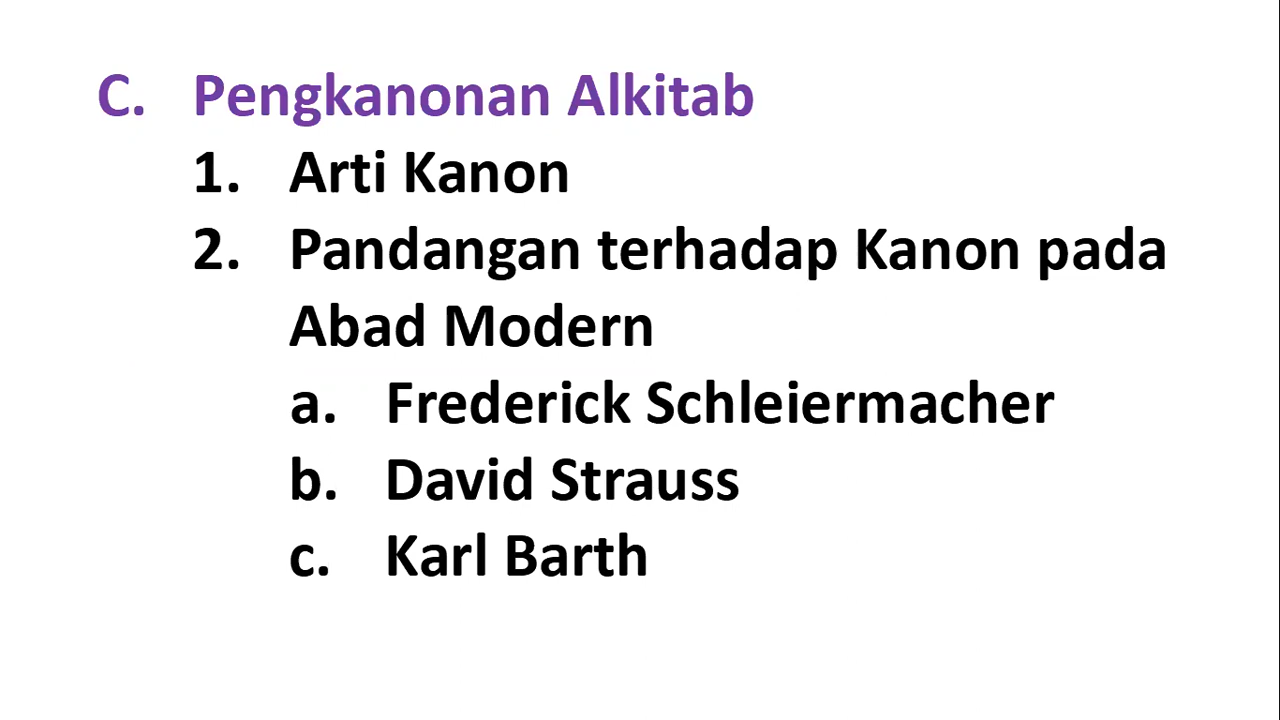 C. Pengkanonan Alkitab
1. Arti Kanon
2. Pandangan terhadap Kanon pada
Abad Modern
a. Frederick Schleiermacher
b. David Strauss
c. Karl Barth